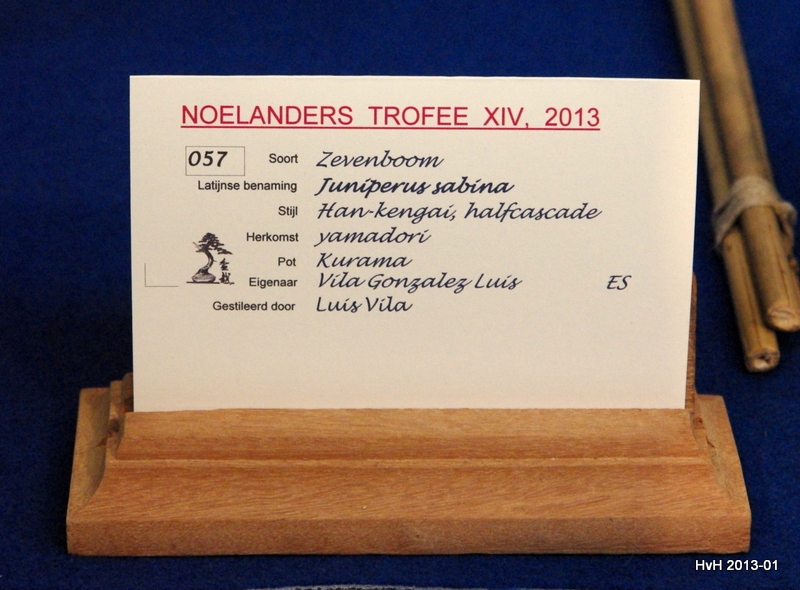 NOELANDERS TROFEE XIV, 2013
057 Soort Zevenboom
Latijnse benaming Juniperus sabina
Stijl Han-kengai, halfcascade
Herkomst yamadori
Pot Kurama
Eigenaar Vila Gonzalez Luis ES
Gestileerd door Luis Vila
HvH 2013-01